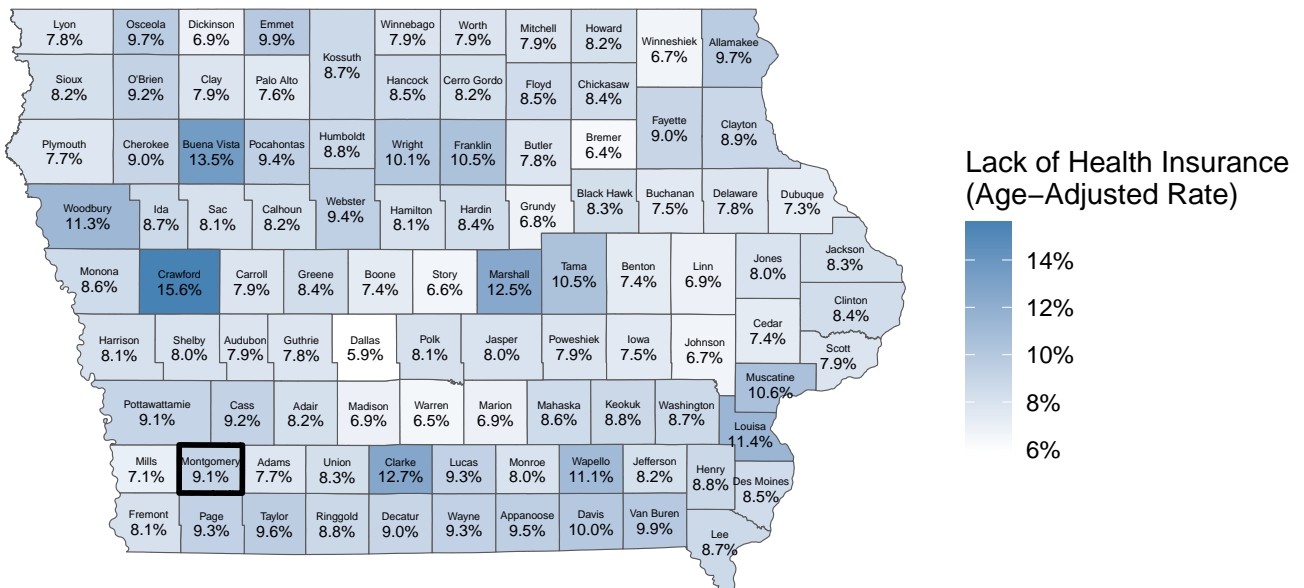 Lyon
7.8%
Osceola
9.7%
Dickinson
6.9%
Emmet
9.9%
Kossuth
8.7%
Winnebago
7.9%
Worth
7.9%
Mitchell
7.9%
Howard
8.2%
Winneshiek
6.7%
Allamakee
9.7%
Sioux
8.2%
O'Brien
9.2%
Clay
7.9%
Palo Alto
7.6%
Hancock
8.5%
Cerro Gordo
8.2%
Floyd
8.5%
Chickasaw
8.4%
Fayette
9.0%
Clayton
8.9%
Plymouth
7.7%
Cherokee
9.0%
Buena Vista
13.5%
Pocahontas
9.4%
Humboldt
8.8%
Wright
10.1%
Franklin
10.5%
Butler
7.8%
Bremer
6.4%
Woodbury
11.3%
Ida
8.7%
Sac
8.1%
Calhoun
8.2%
Webster
9.4%
Hamilton
8.1%
Hardin
8.4%
Grundy
6.8%
Black Hawk
8.3%
Buchanan
7.5%
Delaware
7.8%
Dubuque
7.3%
Monona
8.6%
Crawford
15.6%
Carroll
7.9%
Greene
8.4%
Boone
7.4%
Story
6.6%
Marshall
12.5%
Tama
10.5%
Benton
7.4%
Linn
6.9%
Jones
8.0%
Jackson
8.3%
Clinton
8.4%
Harrison
8.1%
Shelby
8.0%
Audubon
7.9%
Guthrie
7.8%
Dallas
5.9%
Polk
8.1%
Jasper
8.0%
Poweshiek
7.9%
Iowa
7.5%
Johnson
6.7%
Cedar
7.4%
Scott
7.9%
Muscatine
10.6%
Pottawattamie
9.1%
Cass
9.2%
Adair
8.2%
Madison
6.9%
Warren
6.5%
Marion
6.9%
Mahaska
8.6%
Keokuk
8.8%
Washington
8.7%
Louisa
11.4%
Mills
7.1%
Montgomery
9.1%
Adams
7.7%
Union
8.3%
Clarke
12.7%
Lucas
9.3%
Monroe
8.0%
Wapello
11.1%
Jefferson
8.2%
Henry
8.8%
Des Moines
8.5%
Fremont
8.1%
Page
9.3%
Taylor
9.6%
Ringgold
8.8%
Decatur
9.0%
Wayne
9.3%
Appanoose
9.5%
Davis
10.0%
Van Buren
9.9%
Lee
8.7%
Lack of Health Insurance
(Age−Adjusted Rate)
14%
12%
10%
8%
6%